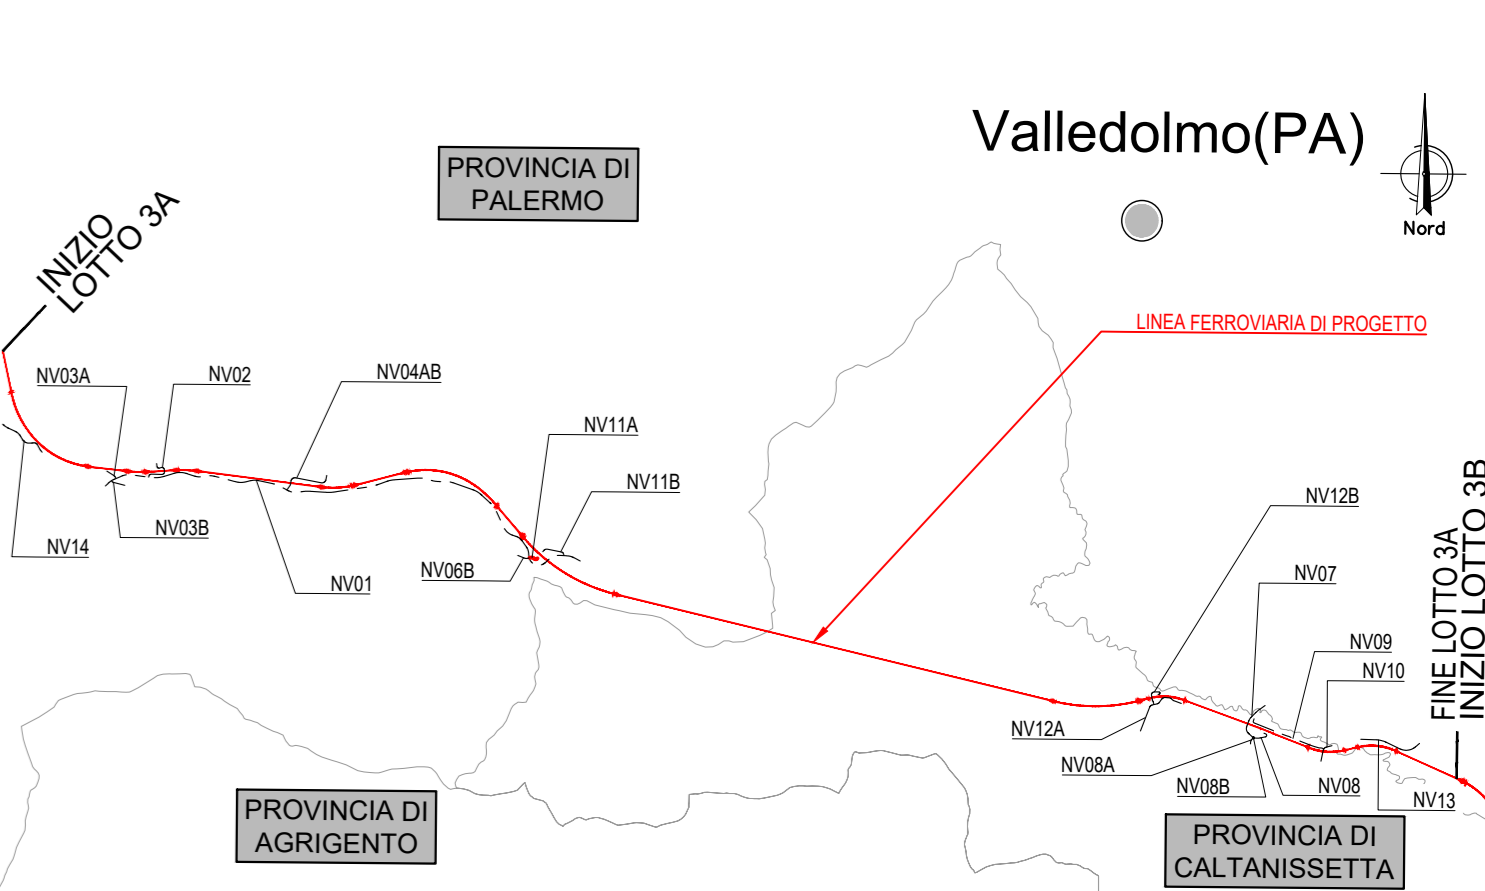 Valledolmo(PA)
Nord
PROVINCIA DI
PALERMO
INIZIO
LOTTO 3A
LINEA FERROVIARIA DI PROGETTO
NV03A
NV02
NV04AB
NV11A
NV11B
NV14
NV03B
NV01
NV06B
NV12B
NV07
NV09
NV10
NV12A
NV08A
NV08B
NV08
NV13
FINE LOTTO 3A
INIZIO LOTTO 3B
PROVINCIA DI
AGRIGENTO
PROVINCIA DI
CALTANISSETTA